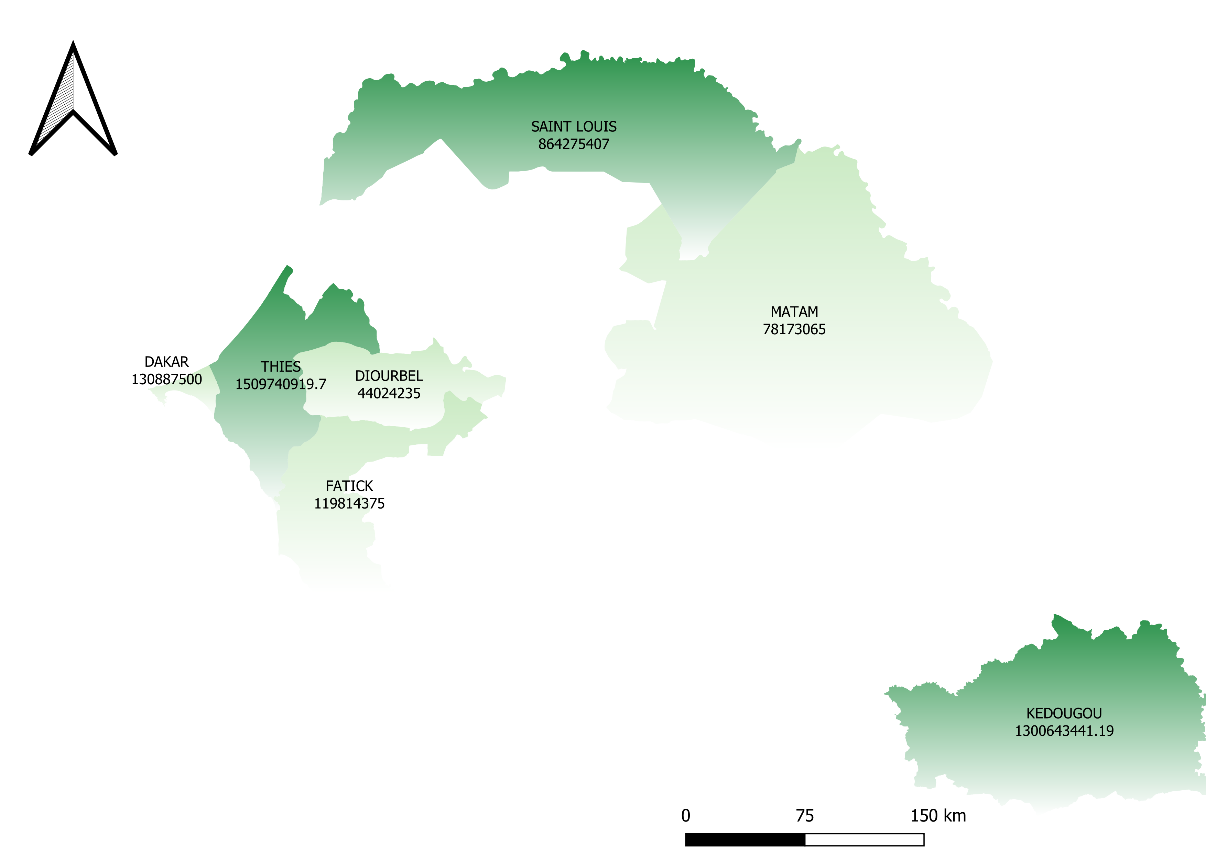 SAINT LOUIS
864275407
MATAM
78173065
DAKAR
130887500
THIES
1509740919.7
DIOURBEL
44024235
FATICK
119814375
KEDOUGOU
1300643441.19
0 75 150 km